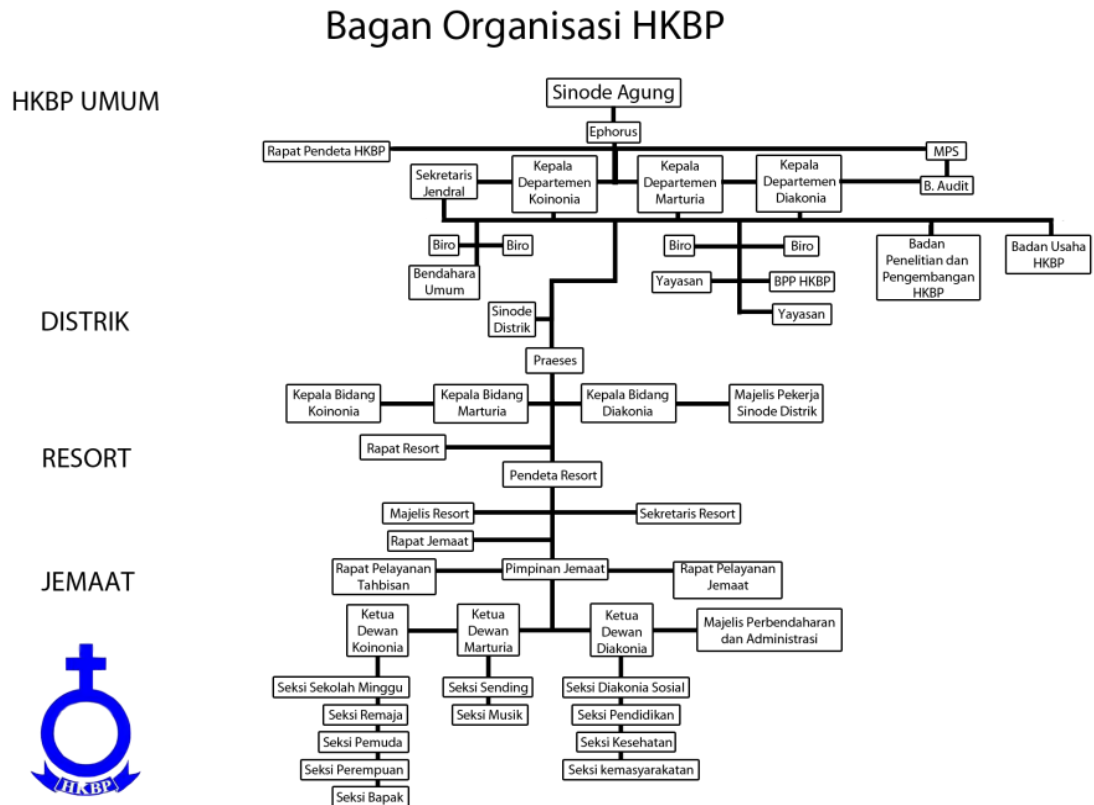 Bagan Organisasi HKBP
HKBP UMUM
Sinode Agung
Ephorus
Rapat Pendeta HKBP
MPS
Sekretaris
Jendral
Kepala
Departemen
Koinonia
Kepala
Departemen
Marturia
Kepala
Departemen
Diakonia
B. Audit
Biro
Biro
Bendahara
Umum
Biro
Biro
Yayasan
BPP HKBP
Yayasan
Badan
Penelitian dan
Pengembangan
HKBP
Badan Usaha
HKBP
DISTRIK
Sinode
Distrik
Praeses
Kepala Bidang
Koinonia
Kepala Bidang
Marturia
Kepala Bidang
Diakonia
Majelis Pekerja
Sinode Distrik
RESORT
Rapat Resort
Pendeta Resort
Majelis Resort
Sekretaris Resort
Rapat Jemaat
JEMAAT
Rapat Pelayanan
Tahbisan
Pimpinan Jemaat
Rapat Pelayanan
Jemaat
Ketua
Dewan
Koinonia
Ketua
Dewan
Marturia
Ketua
Dewan
Diakonia
Majelis Perbendaharan
dan Administrasi
Seksi Sekolah Minggu
Seksi Remaja
Seksi Pemuda
Seksi Perempuan
Seksi Bapak
Seksi Sending
Seksi Musik
Seksi Diakonia Sosial
Seksi Pendidikan
Seksi Kesehatan
Seksi kemasyarakatan
HKBP